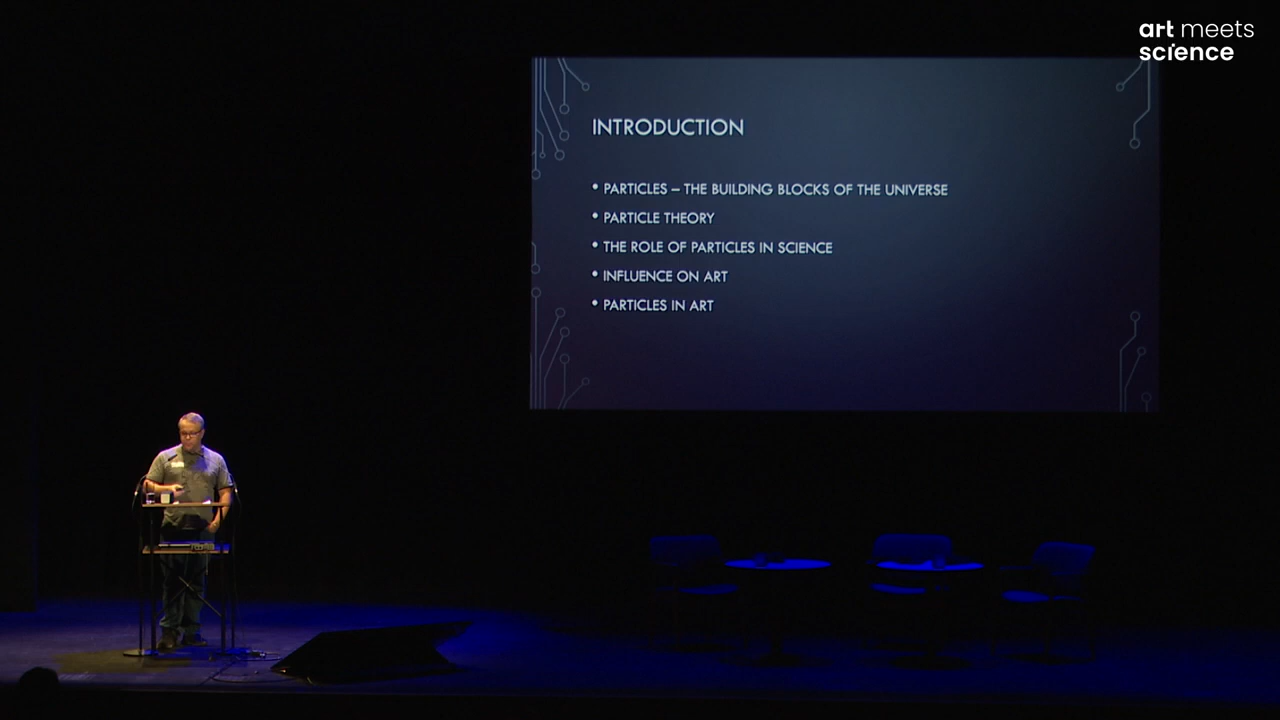 art meets
science
INTRODUCTION
• PARTICLES – THE BUILDING BLOCKS OF THE UNIVERSE
• PARTICLE THEORY
• THE ROLE OF PARTICLES IN SCIENCE
• INFLUENCE ON ART
• PARTICLES IN ART